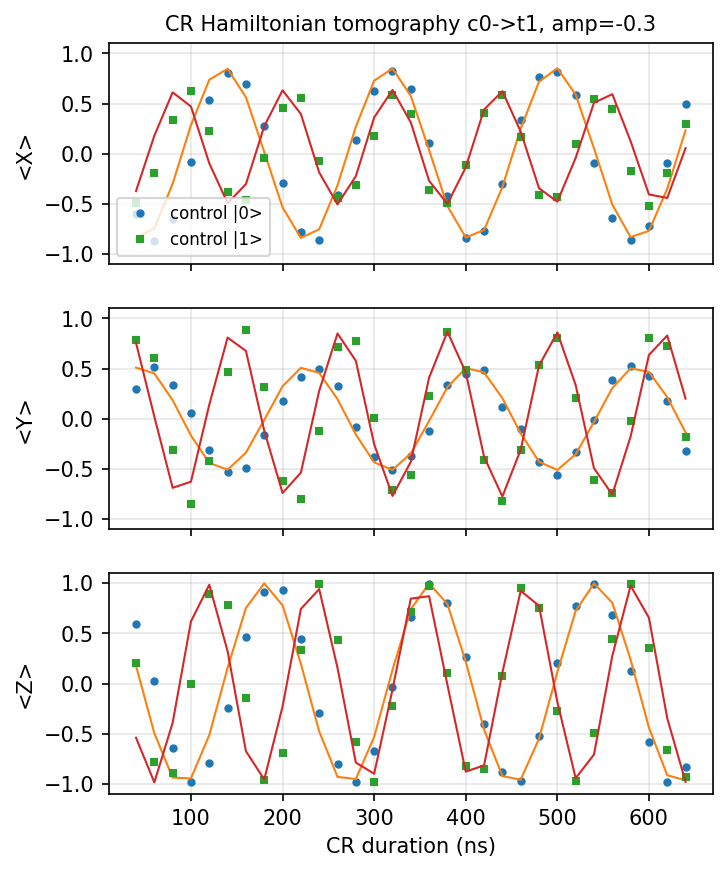 CR Hamiltonian tomography c0->t1, amp=-0.3
<X>
1.0
0.5
0.0
−0.5
−1.0
control |0>
control |1>
<Y>
1.0
0.5
0.0
−0.5
−1.0
<Z>
1.0
0.5
0.0
−0.5
−1.0
100 200 300 400 500 600
CR duration (ns)